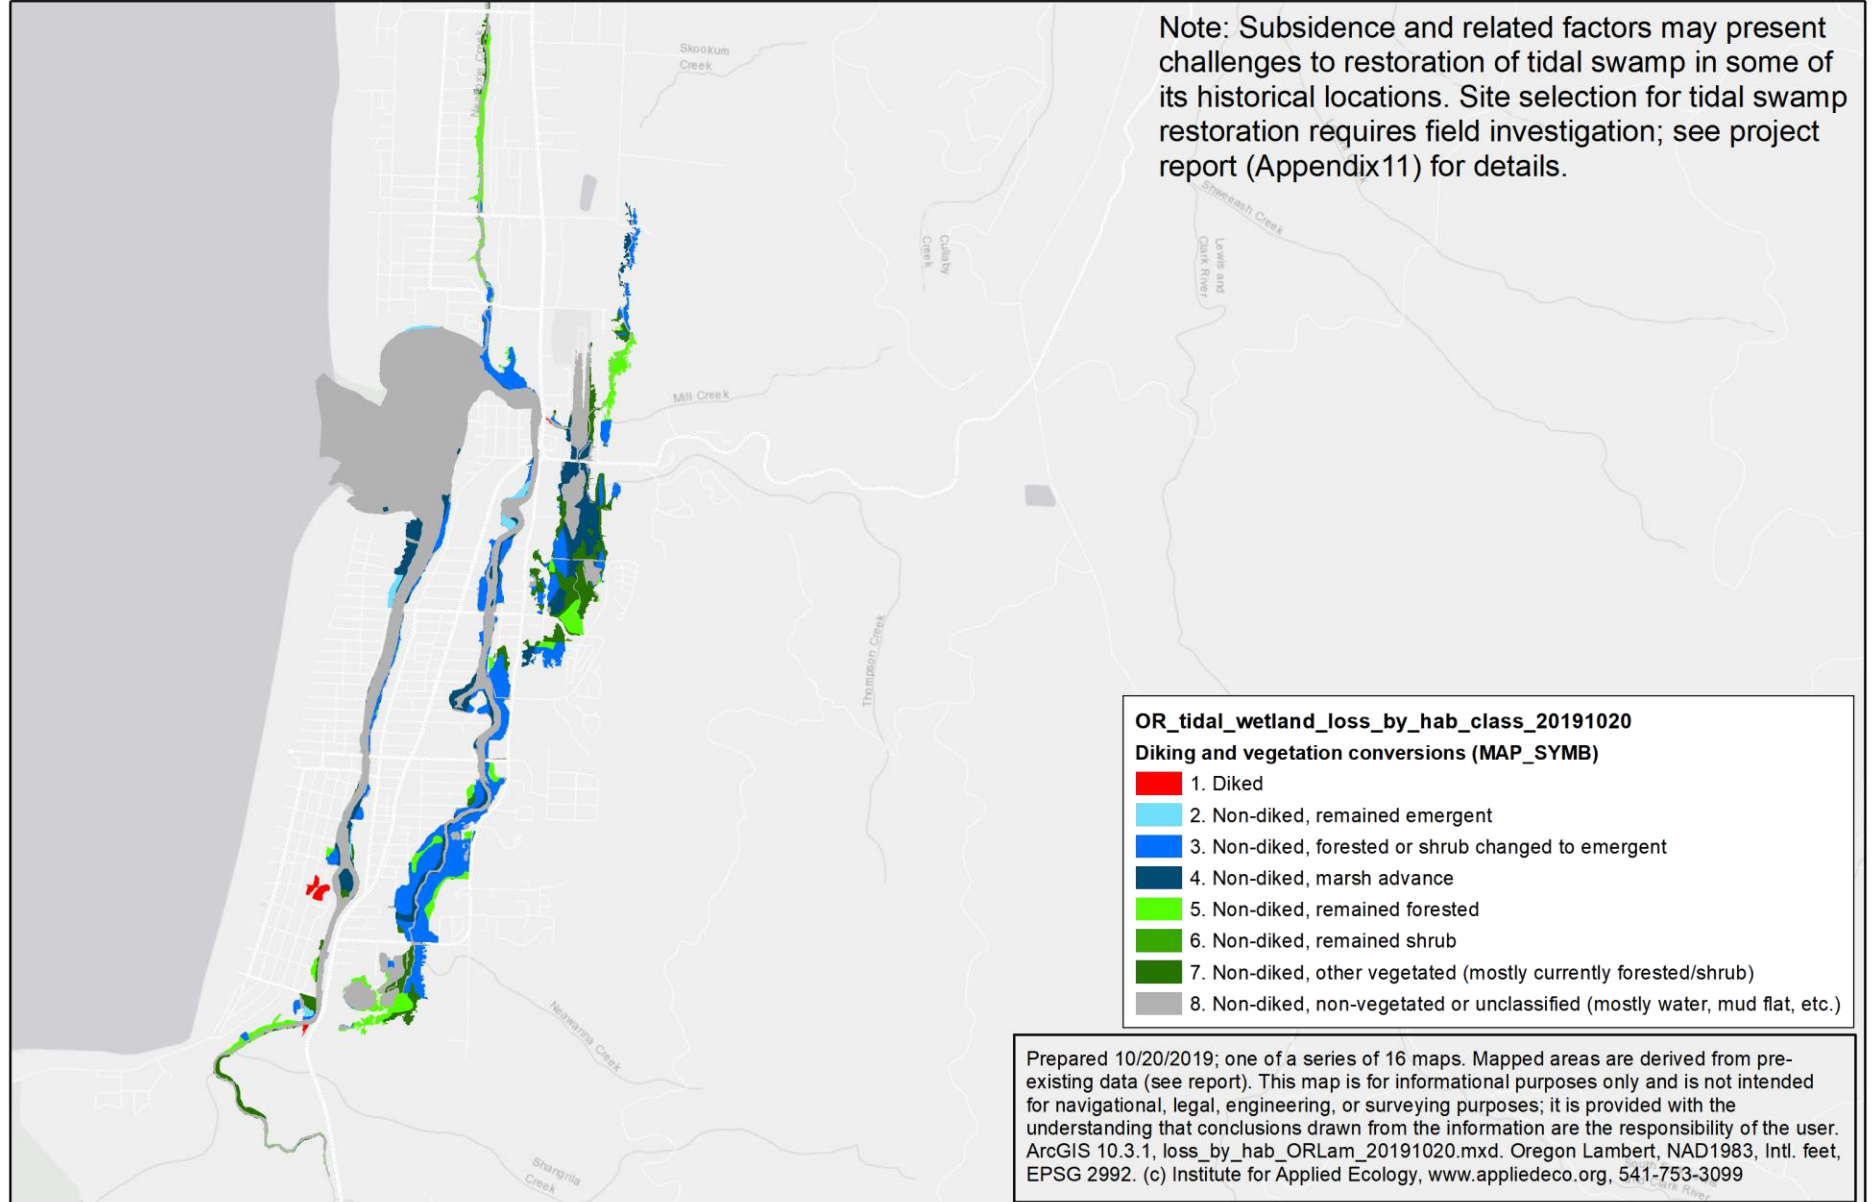 Note: Subsidence and related factors may present
challenges to restoration of tidal swamp in some of
its historical locations. Site selection for tidal swamp
restoration requires field investigation; see project
report (Appendix11) for details.
Skookum
Creek
Creek
Shweeash Creek
Cullaby
Creek
Lewis and
Clark River
Mill Creek
Thompson Creek
Neawanna Creek
Shangrila
Creek
OR_tidal_wetland_loss_by_hab_class_20191020
Diking and vegetation conversions (MAP_SYMB)
1. Diked
2. Non-diked, remained emergent
3. Non-diked, forested or shrub changed to emergent
4. Non-diked, marsh advance
5. Non-diked, remained forested
6. Non-diked, remained shrub
7. Non-diked, other vegetated (mostly currently forested/shrub)
8. Non-diked, non-vegetated or unclassified (mostly water, mud flat, etc.)
Prepared 10/20/2019; one of a series of 16 maps. Mapped areas are derived from pre-
existing data (see report). This map is for informational purposes only and is not intended
for navigational, legal, engineering, or surveying purposes; it is provided with the
understanding that conclusions drawn from the information are the responsibility of the user.
ArcGIS 10.3.1, loss_by_hab_ORLam_20191020.mxd. Oregon Lambert, NAD1983, Intl. feet,
EPSG 2992. (c) Institute for Applied Ecology, www.appliedeco.org, 541-753-3099
and Clark River